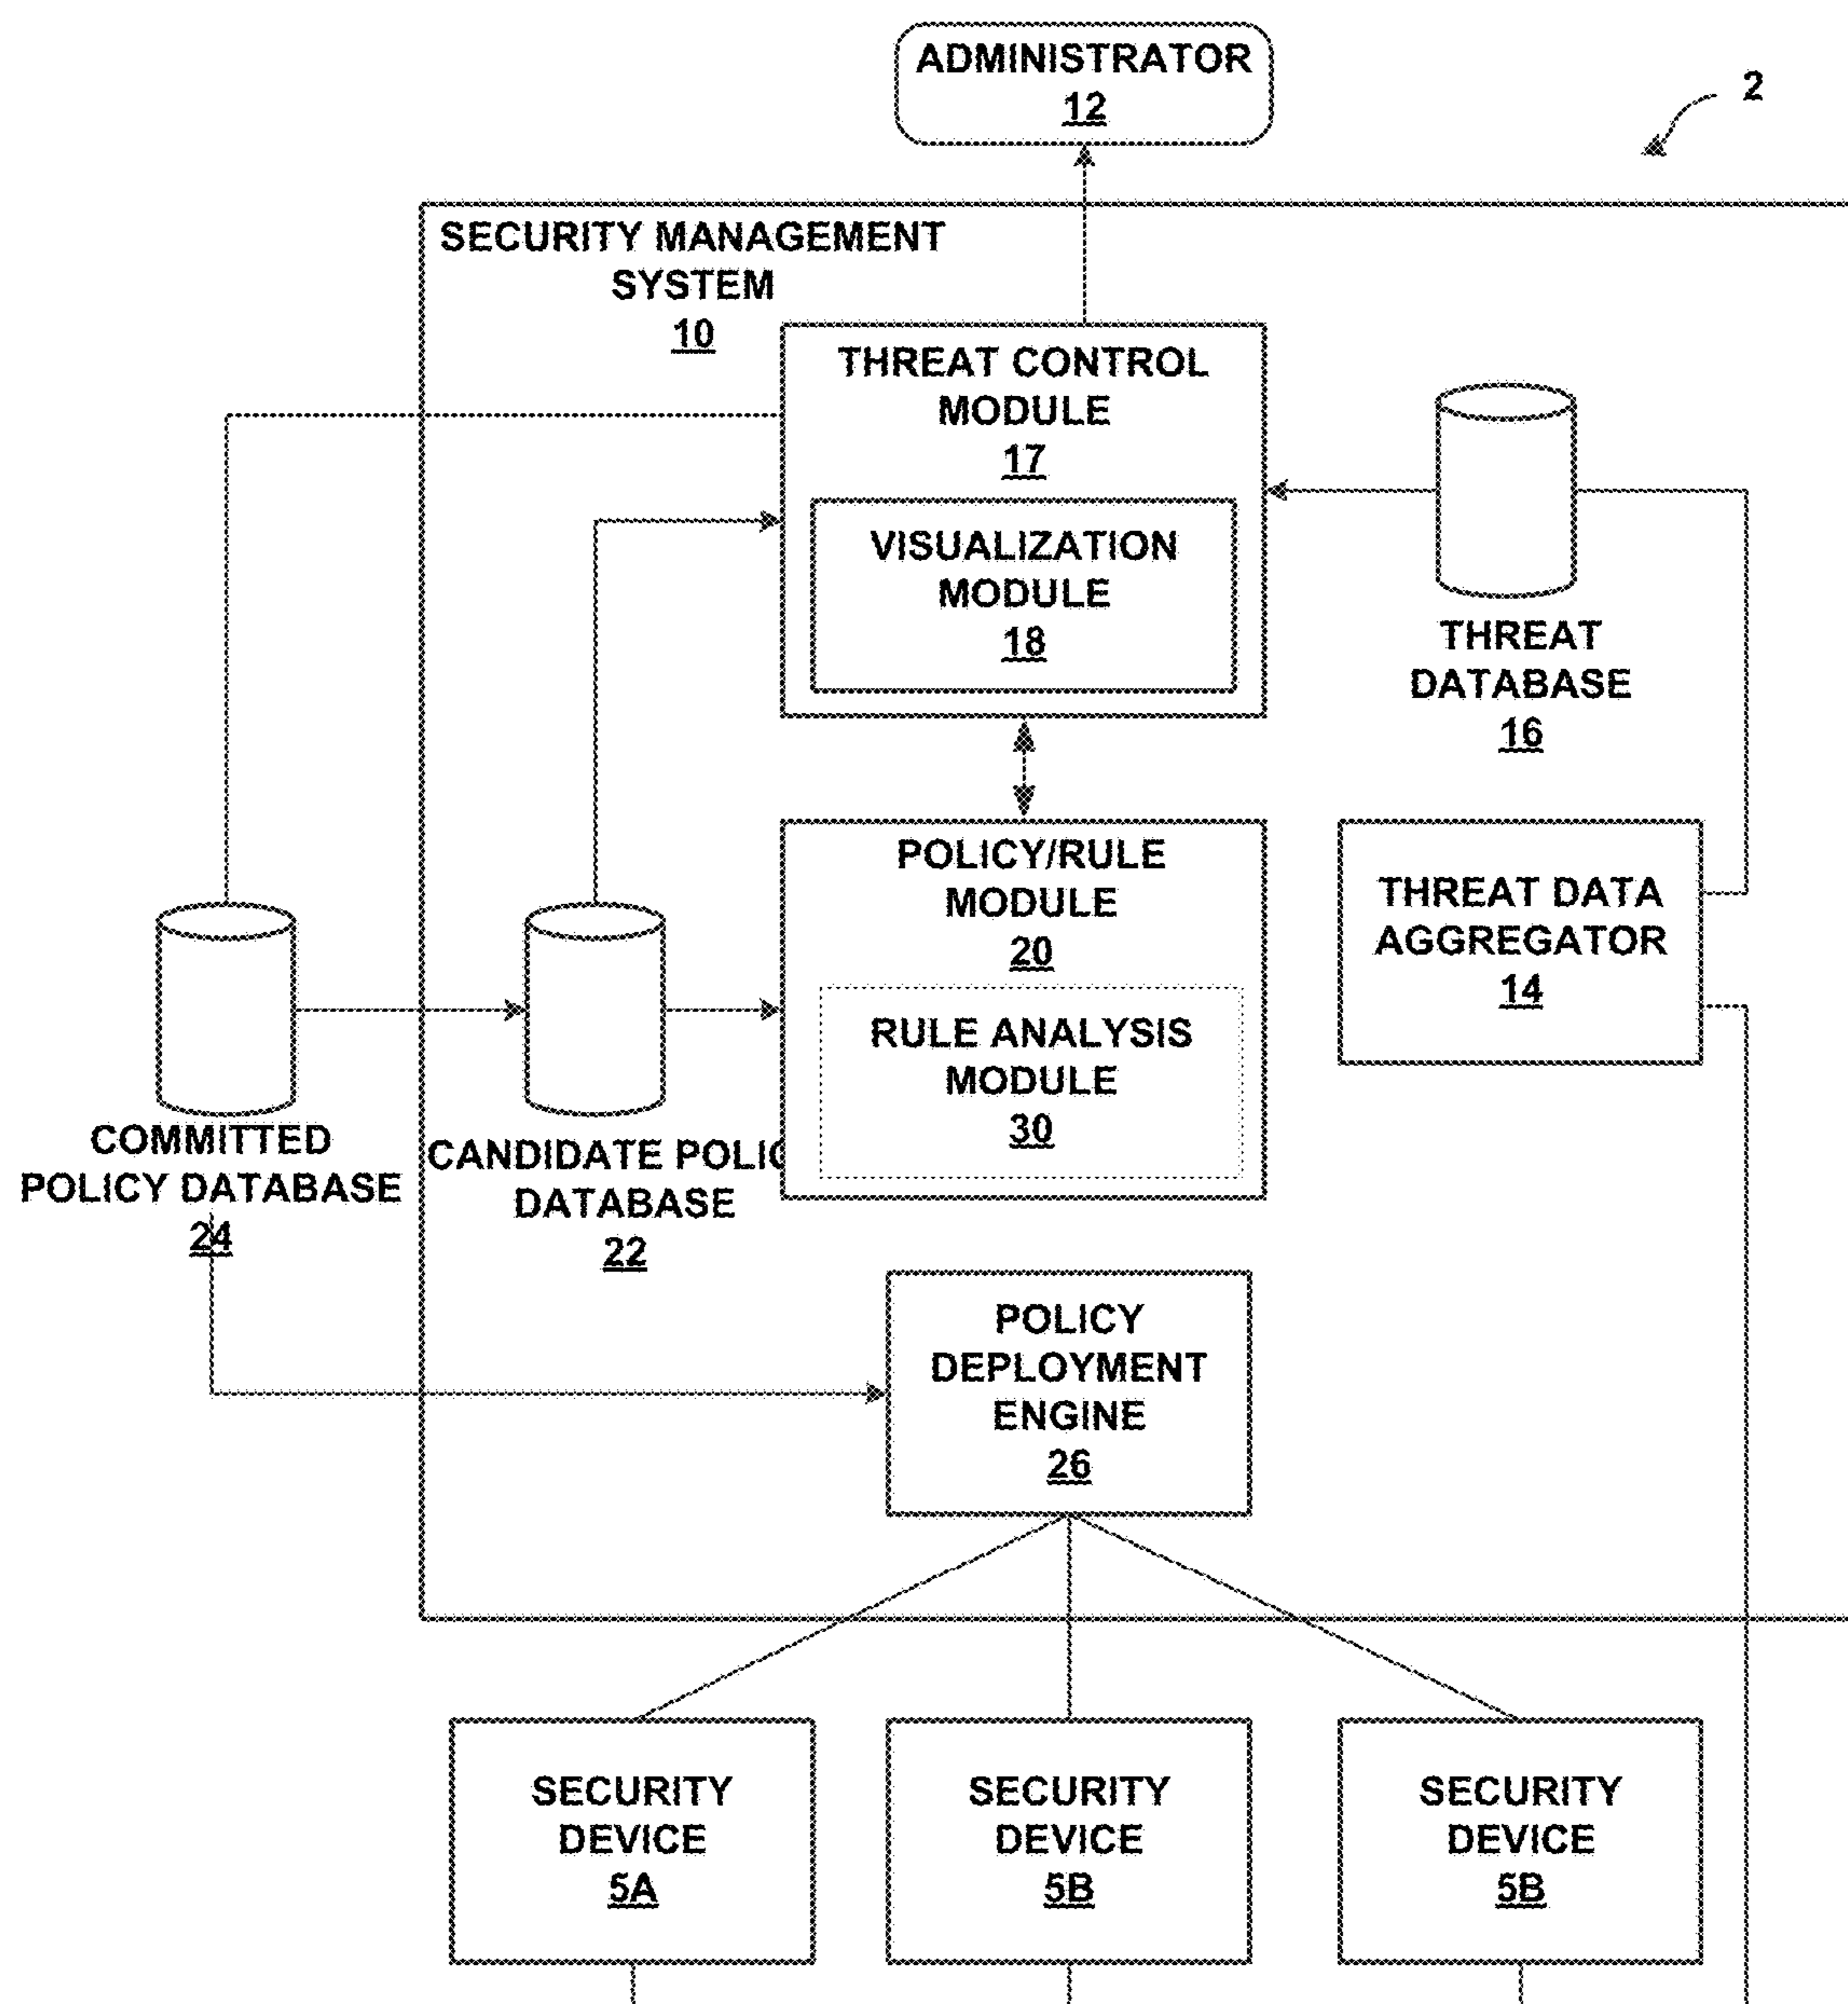 ADMINISTRATOR
12
2
SECURITY MANAGEMENT
SYSTEM
10
THREAT CONTROL
MODULE
17
VISUALIZATION
MODULE
18
THREAT
DATABASE
16
POLICY/RULE
MODULE
20
RULE ANALYSIS
MODULE
30
THREAT DATA
AGGREGATOR
14
COMMITTED
POLICY DATABASE
24
CANDIDATE POLIC
DATABASE
22
POLICY
DEPLOYMENT
ENGINE
26
SECURITY
DEVICE
5A
SECURITY
DEVICE
5B
SECURITY
DEVICE
5B